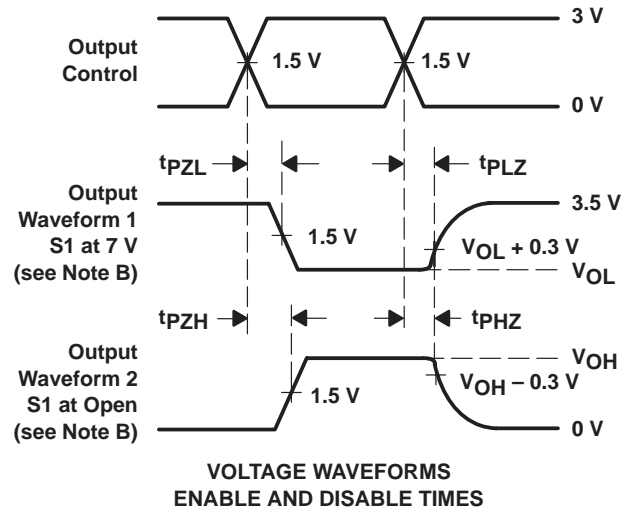 3 V
Output
Control
1.5 V
1.5 V
0 V
tPZL
tPLZ
Output
Waveform 1
S1 at 7 V
(see Note B)
3.5 V
1.5 V
VOL + 0.3 V
VOL
tPZH
tPHZ
Output
Waveform 2
S1 at Open
(see Note B)
VOH
1.5 V
VOH – 0.3 V
0 V
VOLTAGE WAVEFORMS
ENABLE AND DISABLE TIMES